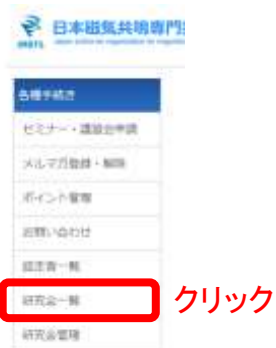 日本磁気共鳴専門
各種手続き
セミナー・講習会申請
メルマガ登録・解除
ポイント管理
お問い合わせ
認定者一覧
研究会一覧
クリック
研究会管理